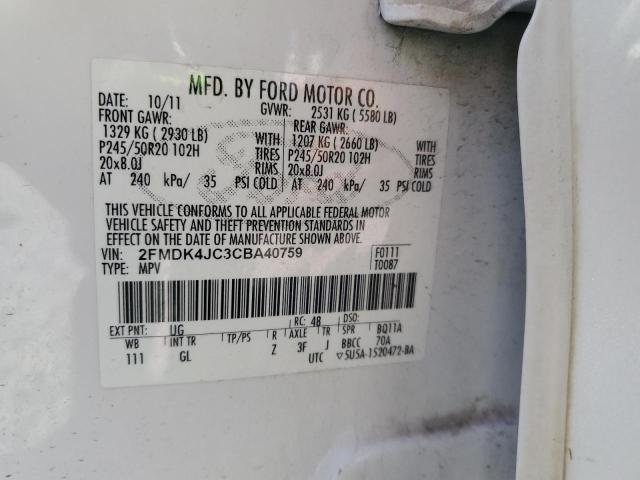 MFD. BY FORD MOTOR CO.
DATE: 10/11 GVWR: 2531 KG ( 5580 LB)
FRONT GAWR: REAR GAWR:
1329 KG ( 2930 LB) WITH 1207 KG ( 2660 LB) WITH
P245/50R20 102H TIRES P245/50R20 102H TIRES
20x8.0J RIMS 20x8.0J RIMS
AT 240 kPa/ 35 PSI COLD AT 240 kPa/ 35 PSI COLD
THIS VEHICLE CONFORMS TO ALL APPLICABLE FEDERAL MOTOR
VEHICLE SAFETY AND THEFT PREVENTION STANDARDS IN
EFFECT ON THE DATE OF MANUFACTURE SHOWN ABOVE.
VIN: 2FMDK4JC3CBA40759 F0111
TYPE: MPV T0087
EXT PNT: UG RC: 48 DSO:
WB INT TR TP/PS R AXLE TR SPR BQ11A
111 GL Z 3F J BBCC 70A
UTC ▽5U5A-1520472-BA